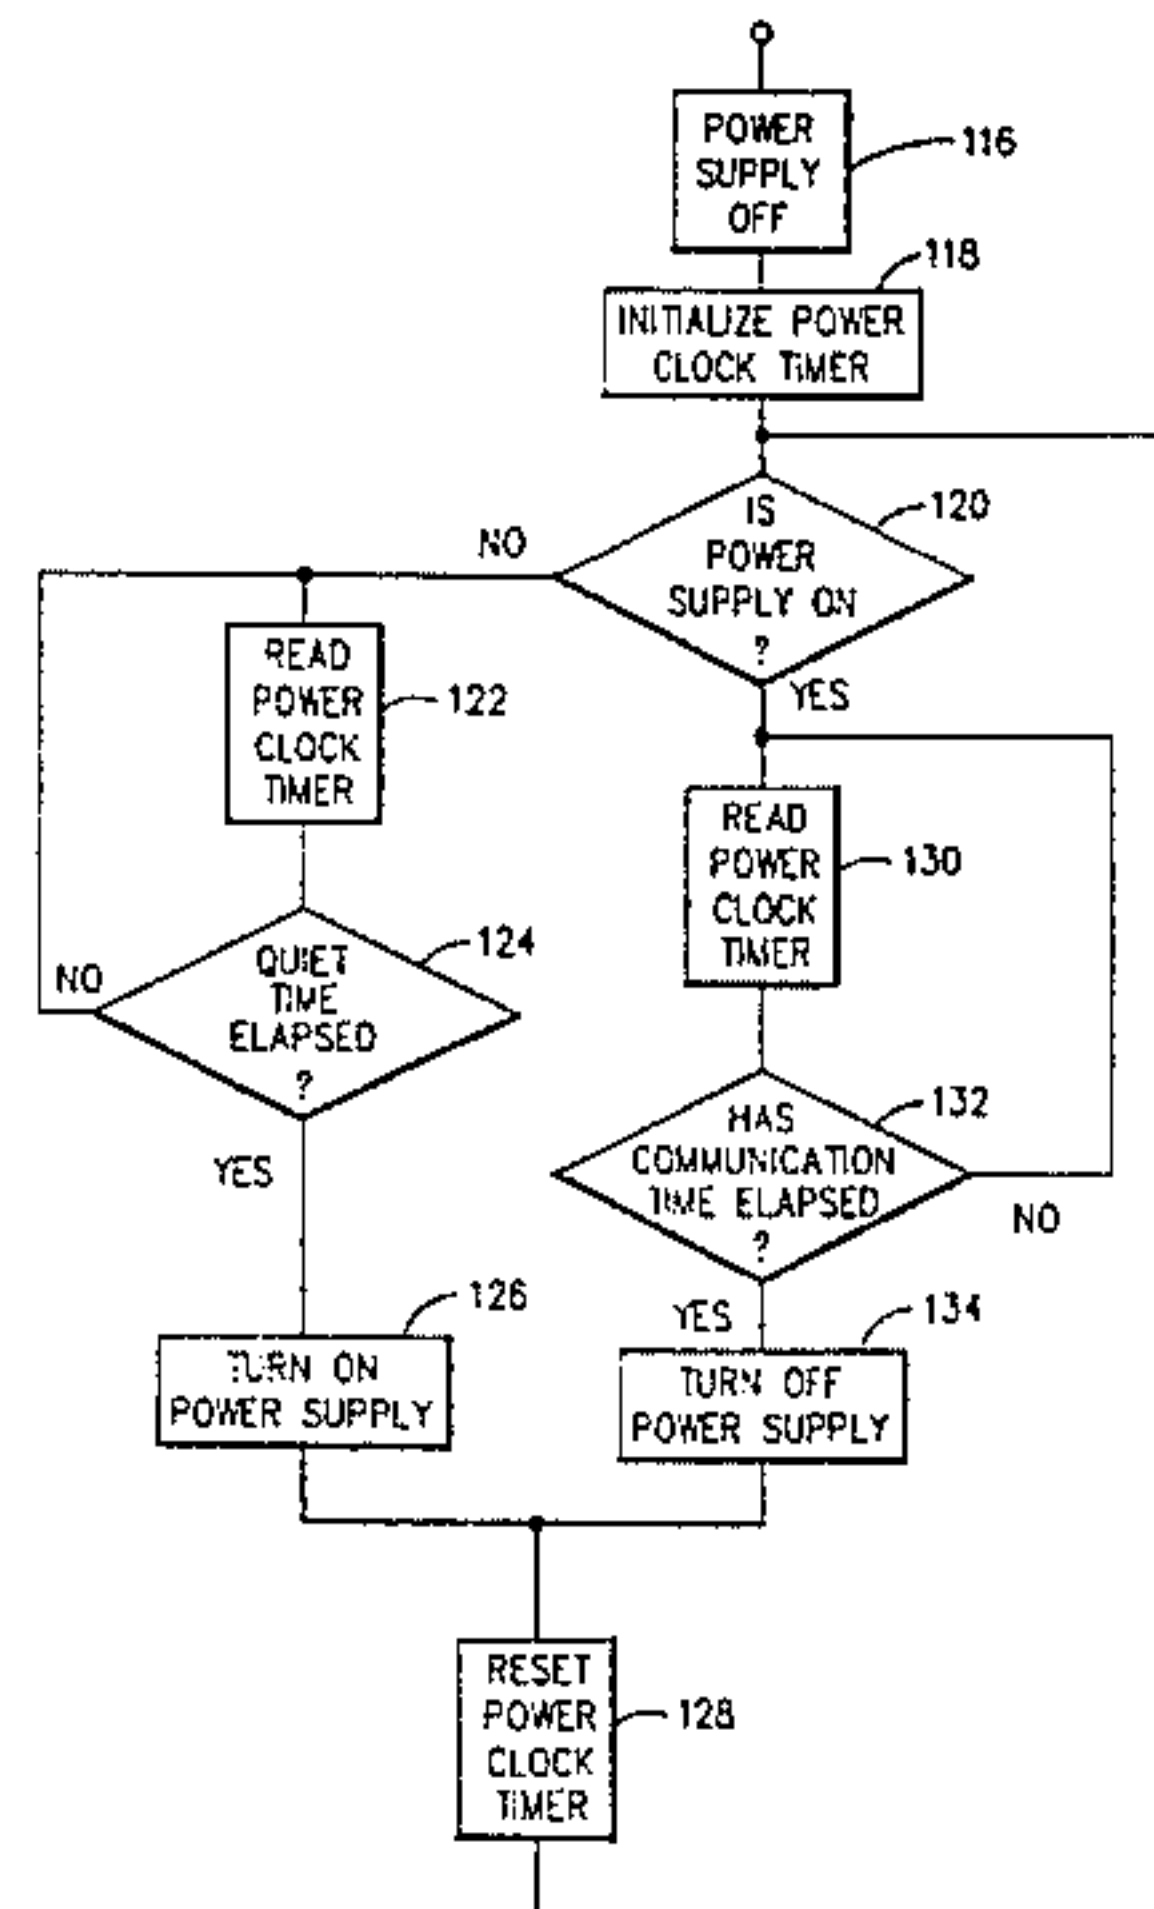 POWER
SUPPLY
OFF
116
118
INITIALIZE POWER
CLOCK TIMER
IS
POWER
SUPPLY ON
?
120
NO
YES
READ
POWER
CLOCK
TIMER
122
READ
POWER
CLOCK
TIMER
130
QUIET
TIME
ELAPSED
?
124
NO
YES
HAS
COMMUNICATION
TIME ELAPSED
?
132
NO
YES
126
TURN ON
POWER SUPPLY
134
TURN OFF
POWER SUPPLY
RESET
POWER
CLOCK
TIMER
128